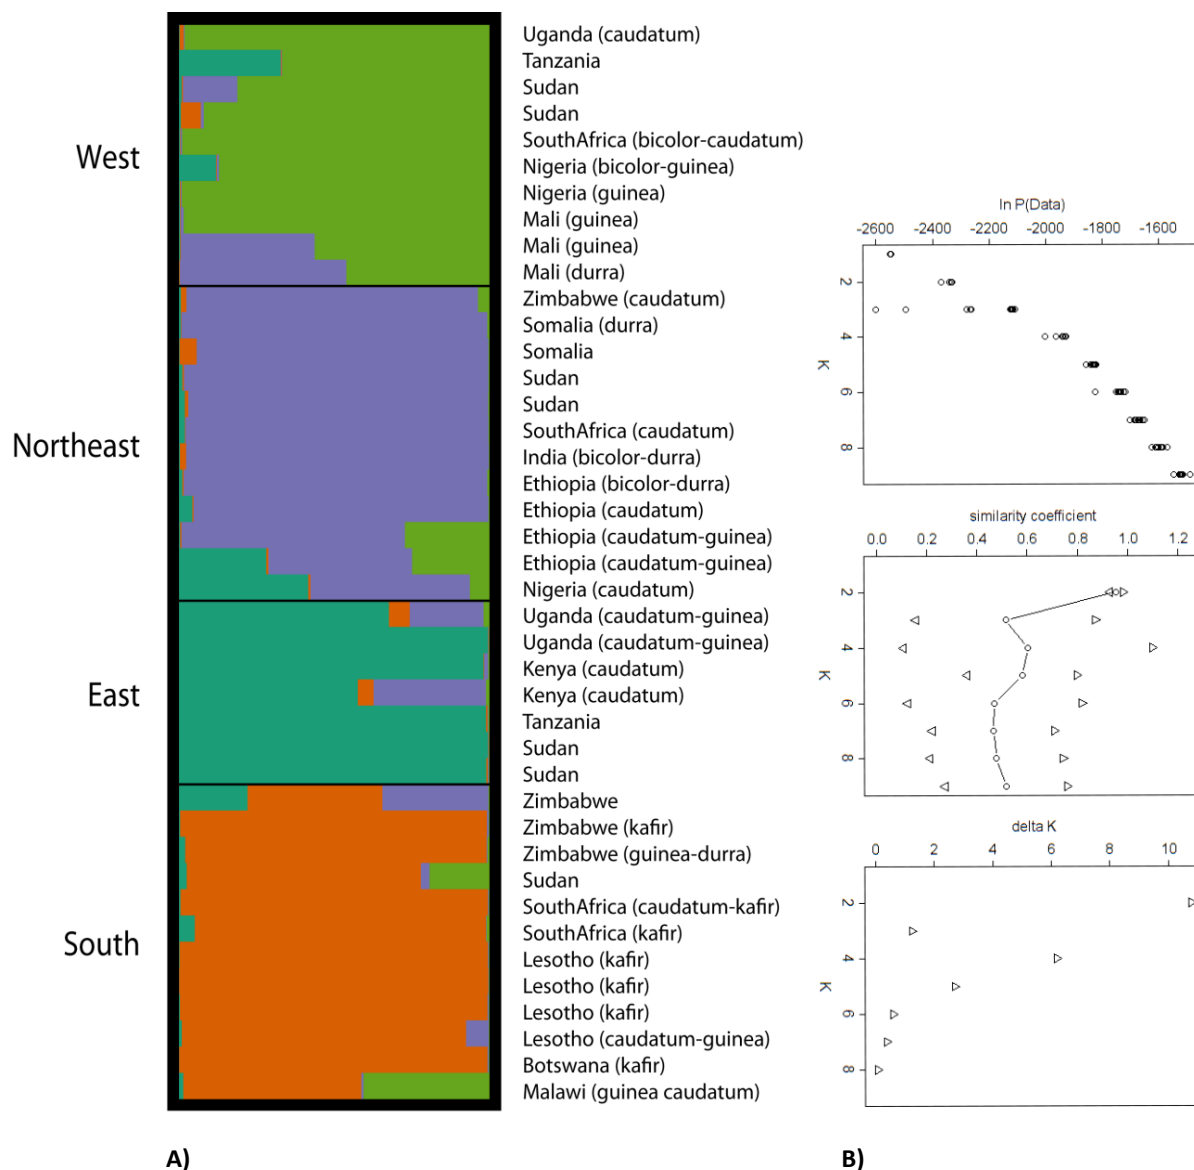 West
Northeast
East
South
Uganda (caudatum)
Tanzania
Sudan
Sudan
SouthAfrica (bicolor-caudatum)
Nigeria (bicolor-guinea)
Nigeria (guinea)
Mali (guinea)
Mali (guinea)
Mali (durra)
Zimbabwe (caudatum)
Somalia (durra)
Somalia
Sudan
Sudan
SouthAfrica (caudatum)
India (bicolor-durra)
Ethiopia (bicolor-durra)
Ethiopia (caudatum)
Ethiopia (caudatum-guinea)
Ethiopia (caudatum-guinea)
Nigeria (caudatum)
Uganda (caudatum-guinea)
Uganda (caudatum-guinea)
Kenya (caudatum)
Kenya (caudatum)
Tanzania
Sudan
Sudan
Zimbabwe
Zimbabwe (kafir)
Zimbabwe (guinea-durra)
Sudan
SouthAfrica (caudatum-kafir)
SouthAfrica (kafir)
Lesotho (kafir)
Lesotho (kafir)
Lesotho (kafir)
Lesotho (caudatum-guinea)
Botswana (kafir)
Malawi (guinea caudatum)
A)
ln P(Data)
-2600 -2400 -2200 -2000 -1800 -1600
2
4
K
6
8
similarity coefficient
0.0 0.2 0.4 0.6 0.8 1.0 1.2
2
4
K
6
8
delta K
0 2 4 6 8 10
2
4
K
6
8
B)